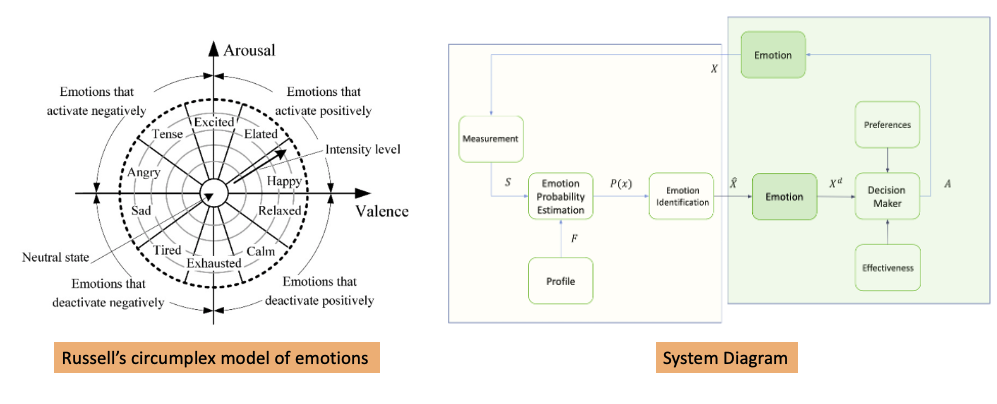 Arousal
Emotions that
activate negatively
Emotions that
activate positively
Excited
Tense
Elated
Intensity level
Angry
Happy
Valence
Sad
Relaxed
Tired
Calm
Exhausted
Neutral state
Emotions that
deactivate negatively
Emotions that
deactivate positively
Russell's circumplex model of emotions
Emotion
X
Measurement
Preferences
S
Emotion
Probability
Estimation
P(x)
Emotion
Identification
X̂
Emotion
X^d
Decision
Maker
A
F
Profile
Effectiveness
System Diagram